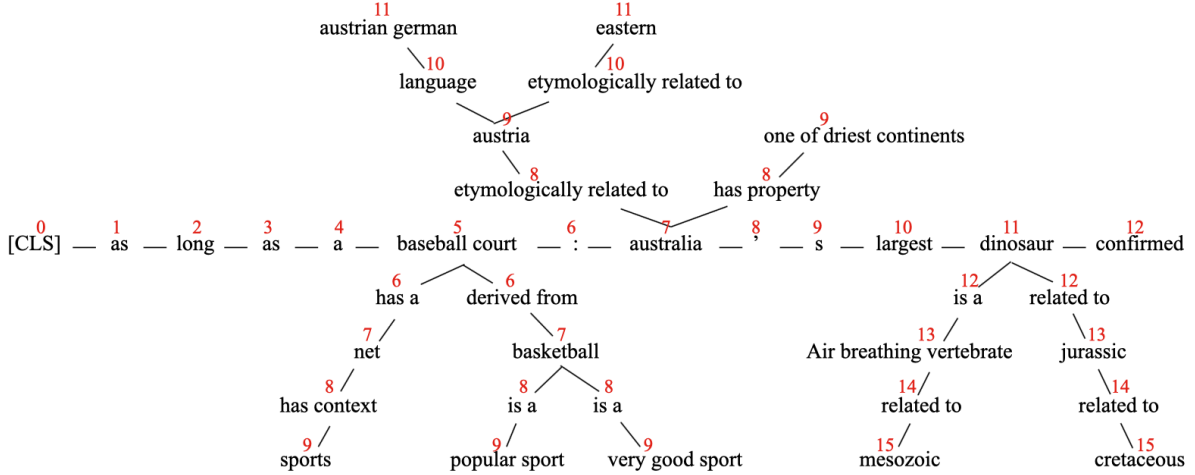 11 11
austrian german eastern
10 10
language etymologically related to
9 9
austria one of driest continents
8 8
etymologically related to has property
0 1 2 3 4 5 6 7 8 9 10 11 12
[CLS] as long as a baseball court : australia ’ s largest dinosaur confirmed
6 6 12 12
has a derived from is a related to
7 7 13 13
net basketball Air breathing vertebrate jurassic
8 8 8 14 14
has context is a is a related to related to
9 9 9 15 15
sports popular sport very good sport mesozoic cretaceous